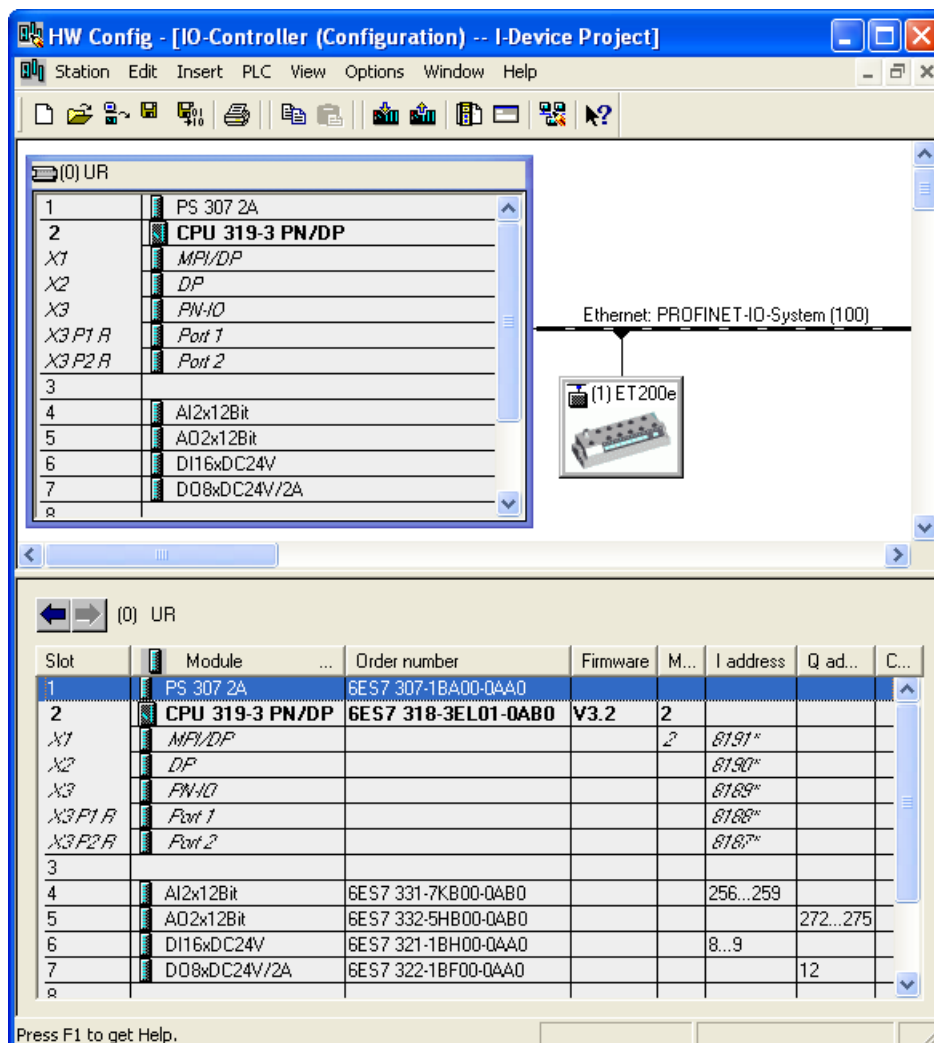 HW Config - [IO-Controller (Configuration) -- I-Device Project]
Station Edit Insert PLC View Options Window Help
(0) UR
1 PS 307 2A
2 CPU 319-3 PN/DP
X1 MPI/DP
X2 DP
X3 PN-IO
X3 P1 R Port 1
X3 P2 R Port 2
3
4 AI2x12Bit
5 AO2x12Bit
6 DI16xDC24V
7 DO8xDC24V/2A
8
Ethernet: PROFINET-IO-System (100)
(1) ET200e
(0) UR
Slot Module ... Order number Firmware M... I address Q ad... C...
1 PS 307 2A 6ES7 307-1BA00-0AA0
2 CPU 319-3 PN/DP 6ES7 318-3EL01-0AB0 V3.2 2
X1 MPI/DP 2 8191*
X2 DP 8190*
X3 PN-IO 8189*
X3 P1 R Port 1 8188*
X3 P2 R Port 2 8187*
3
4 AI2x12Bit 6ES7 331-7KB00-0AB0 256...259
5 AO2x12Bit 6ES7 332-5HB00-0AB0 272...275
6 DI16xDC24V 6ES7 321-1BH00-0AA0 8...9
7 DO8xDC24V/2A 6ES7 322-1BF00-0AA0 12
8
Press F1 to get Help.